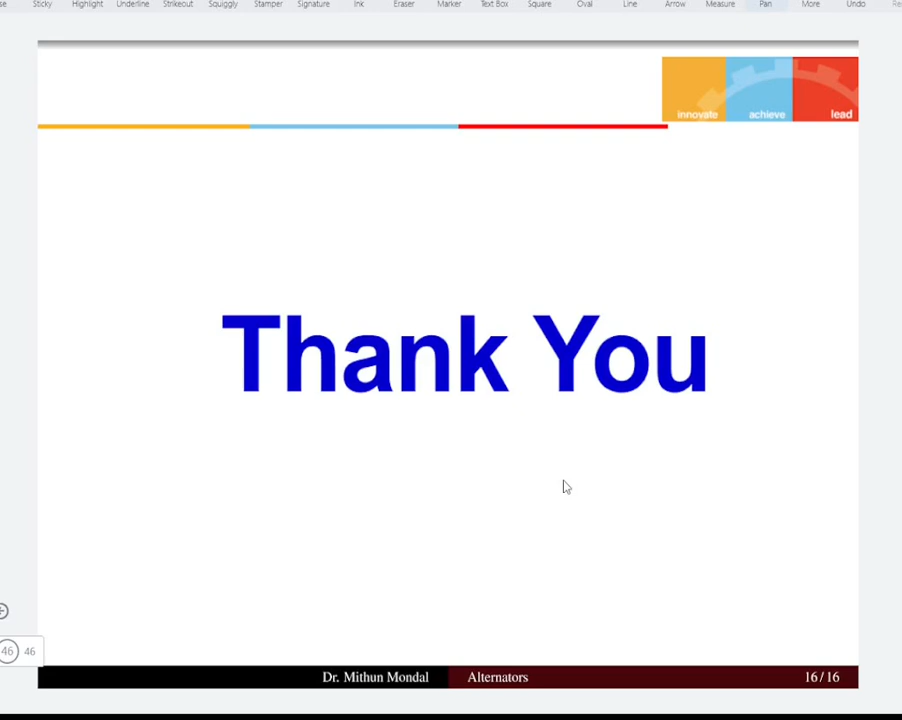 Sticky Highlight Underline Strikeout Squiggly Stamper Signature Ink Eraser Marker Text Box Square Oval Line Arrow Measure Pan More Undo
innovate achieve lead
Thank You
46 46
Dr. Mithun Mondal Alternators 16 / 16